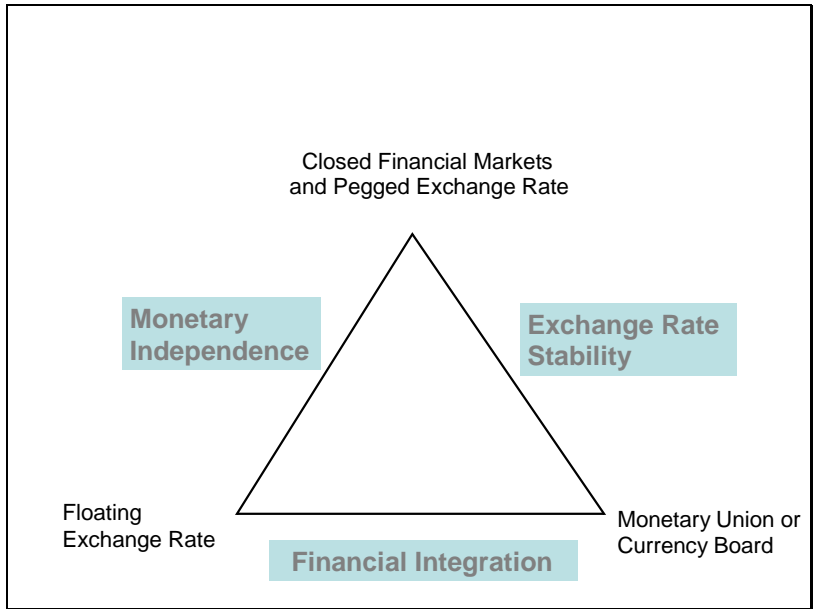 Closed Financial Markets
and Pegged Exchange Rate
Monetary
Independence
Exchange Rate
Stability
Floating
Exchange Rate
Monetary Union or
Currency Board
Financial Integration